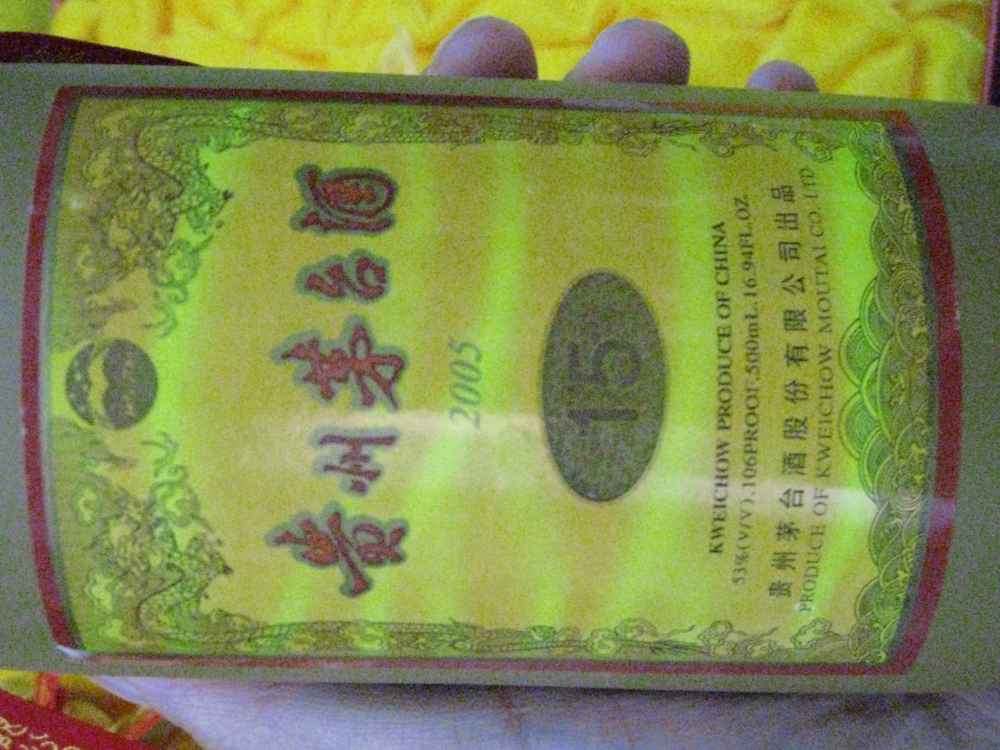 贵州茅台酒
2005
15
KWEICHOW PRODUCE OF CHINA
53%(V/V).106PROOF.500mL.16.94FL.OZ
贵州茅台酒股份有限公司出品
PRODUCE OF KWEICHOW MOUTAI CO. LTD